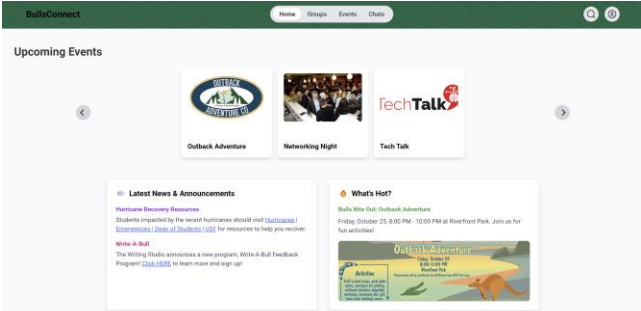 BullsConnect
Home Groups Events Chats
Upcoming Events
OUTBACK
ADVENTURE CO
TechTalk
Outback Adventure
Networking Night
Tech Talk
Latest News & Announcements
Hurricane Recovery Resources
Students impacted by the recent hurricanes should visit Hurricanes |
Emergencies | Dean of Students | USF for resources to help you recover.
Write-A-Bull
The Writing Studio announces a new program, Write-A-Bull Feedback
Program! Click HERE to learn more and sign up!
What's Hot?
Bulls Nite Out: Outback Adventure
Friday, October 25, 8:00 PM - 10:00 PM at Riverfront Park. Join us for
fun activities!
Outback Adventure
Friday, October 25
Riverfront Park
Activities